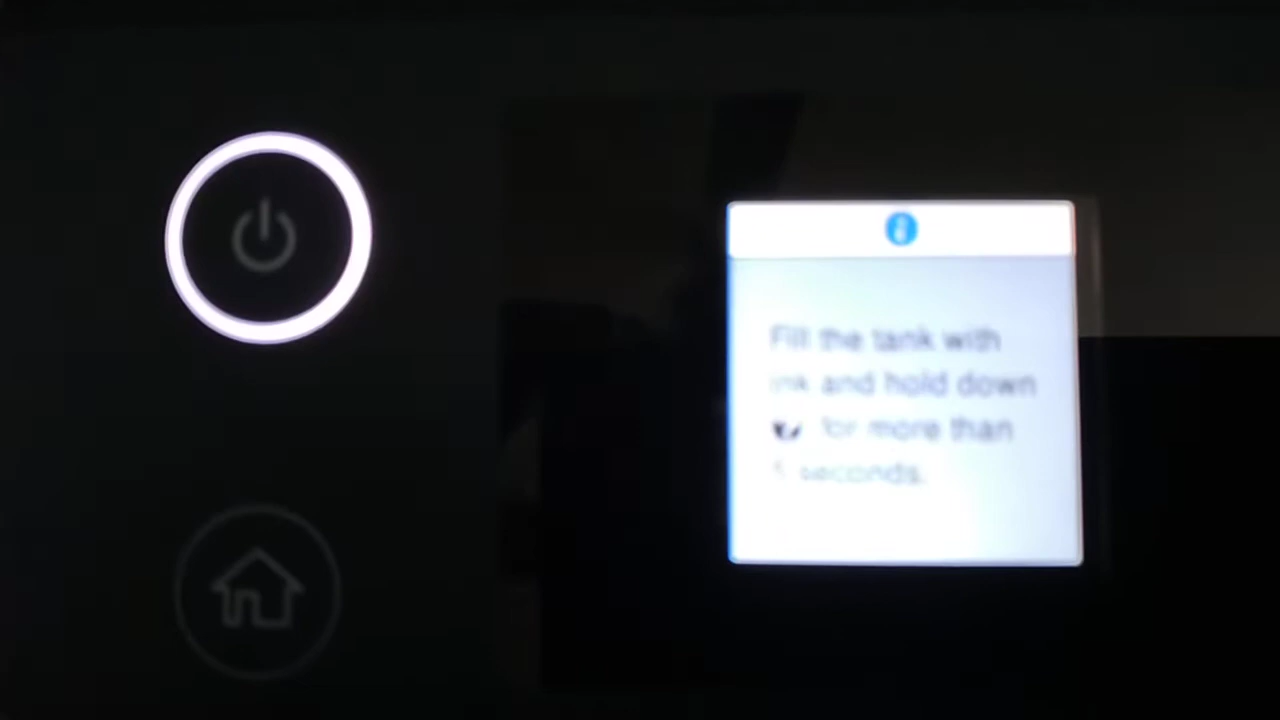 Fill the tank with
ink and hold down
for more than
seconds.